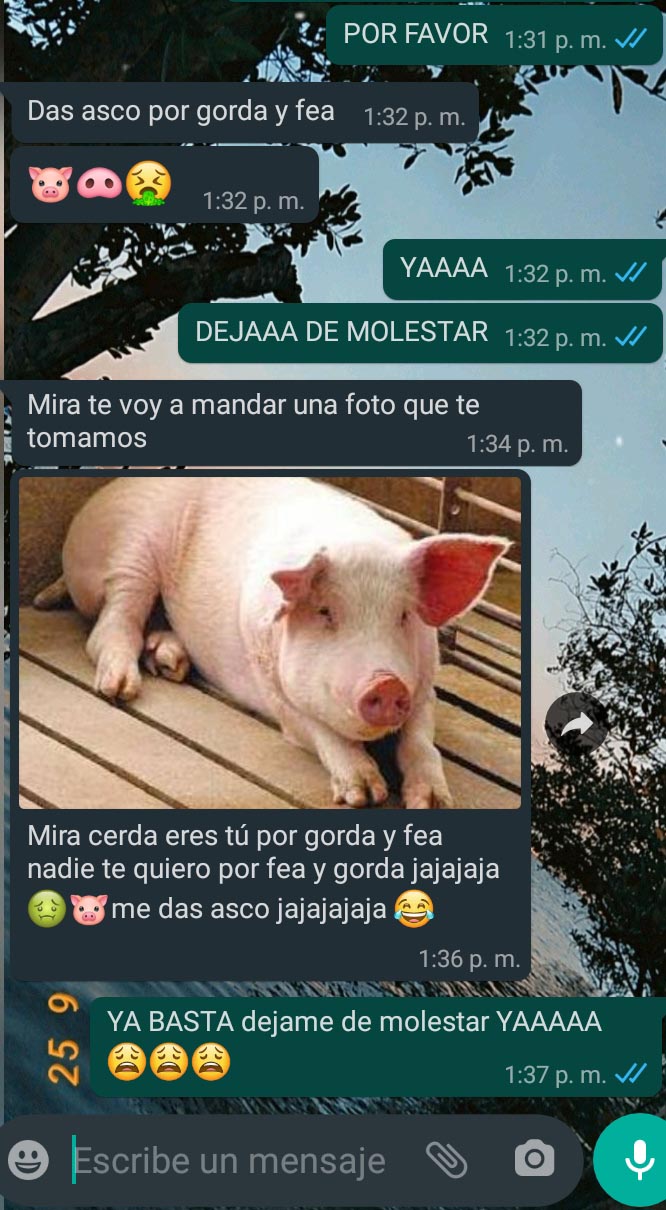 POR FAVOR 1:31 p. m.
Das asco por gorda y fea 1:32 p. m.
🐷🐽🤮 1:32 p. m.
YAAAA 1:32 p. m.
DEJAAA DE MOLESTAR 1:32 p. m.
Mira te voy a mandar una foto que te
tomamos 1:34 p. m.
Mira cerda eres tú por gorda y fea
nadie te quiero por fea y gorda jajajaja
🤢🐷me das asco jajajajaja😂
1:36 p. m.
YA BASTA dejame de molestar YAAAAA
😩😩😩 1:37 p. m.
25 9
Escribe un mensaje